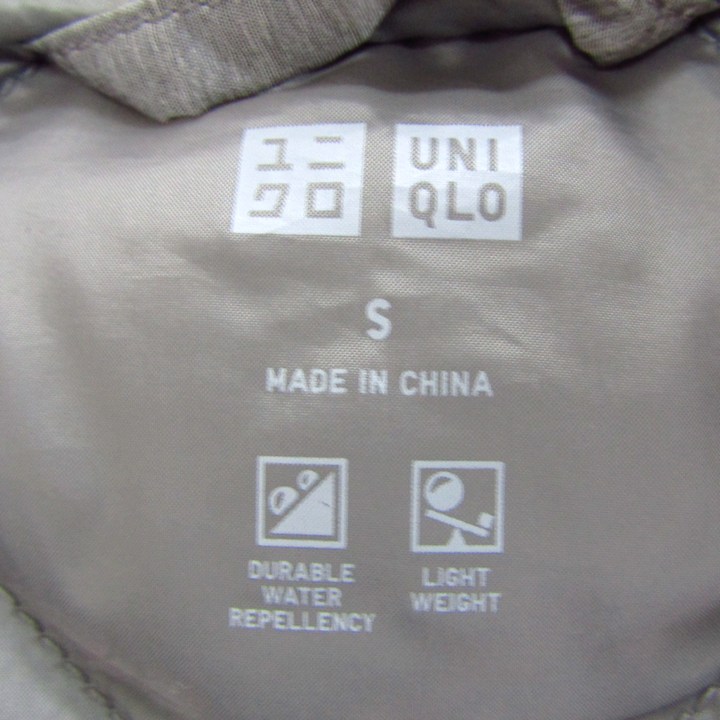 ユニ
クロ
UNI
QLO
S
MADE IN CHINA
DURABLE
WATER
REPELLENCY
LIGHT
WEIGHT